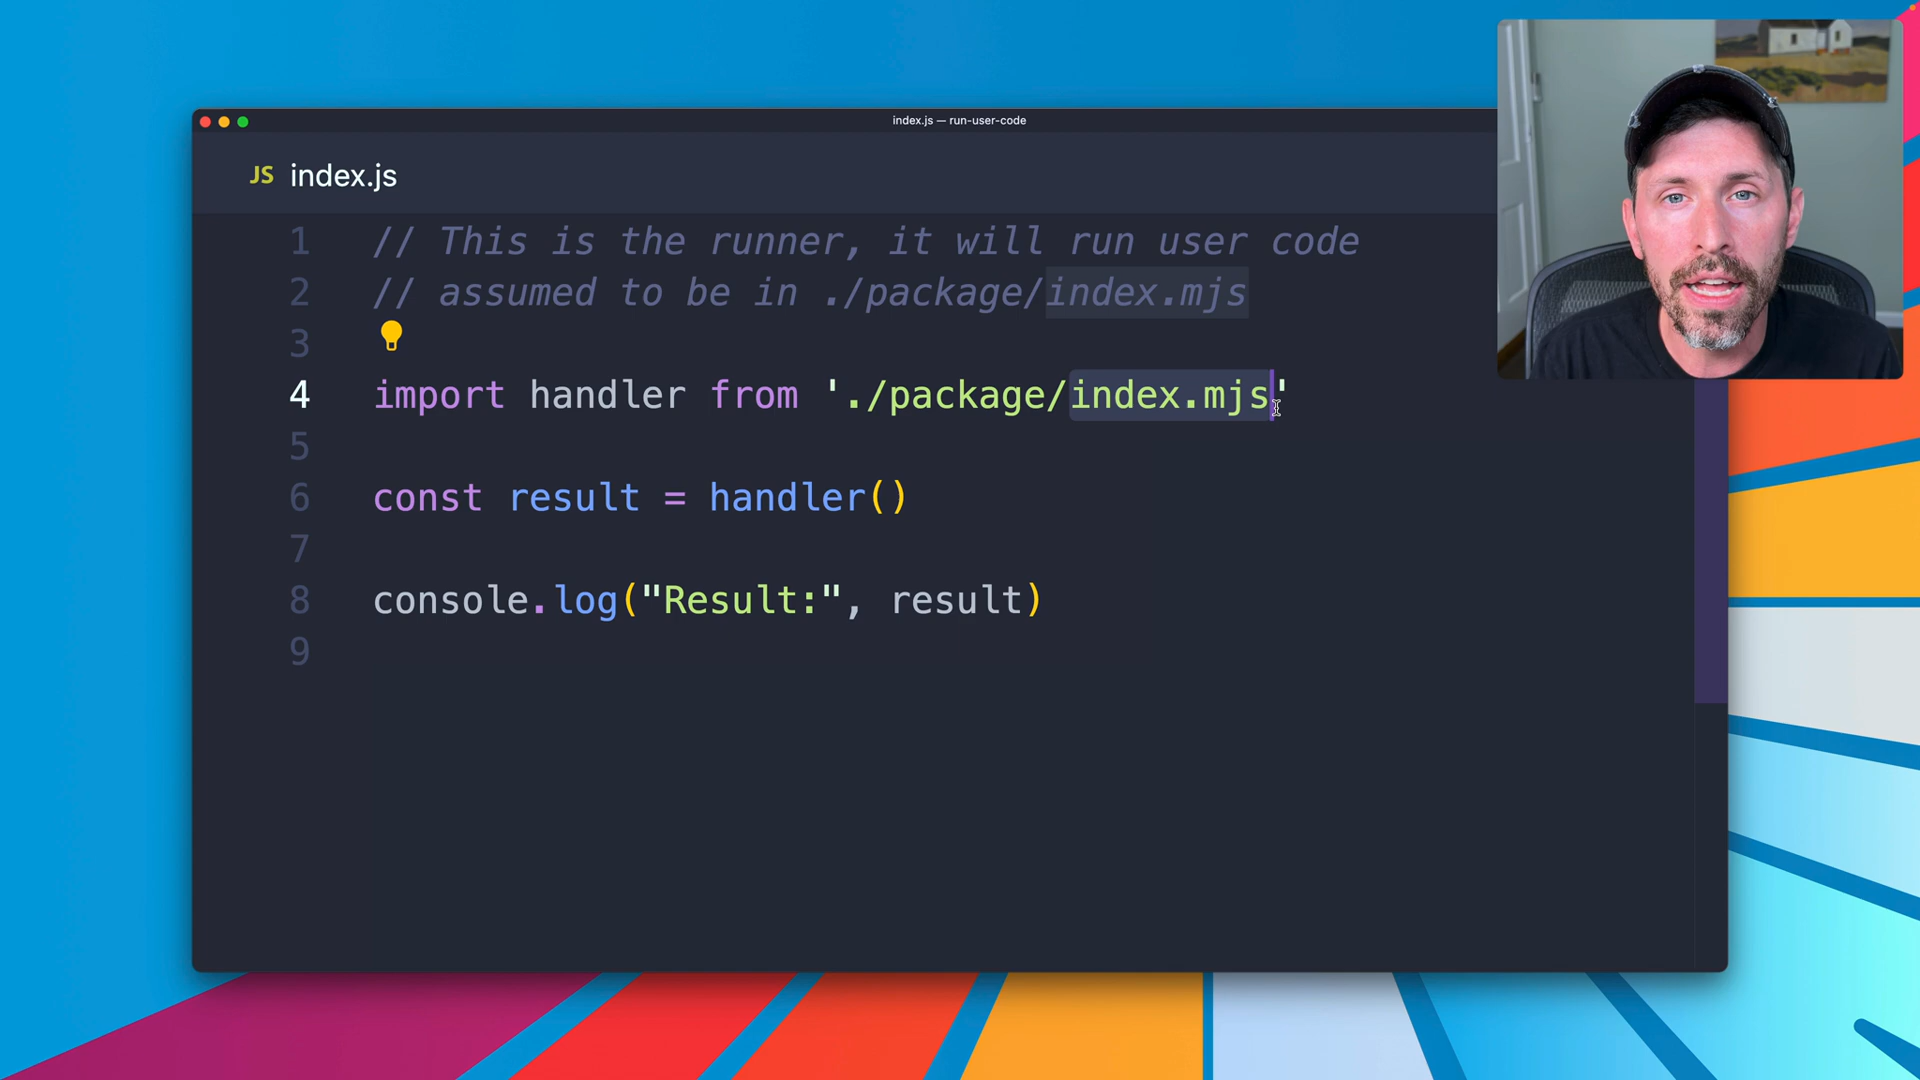 index.js — run-user-code
JS index.js
1 // This is the runner, it will run user code
2 // assumed to be in ./package/index.mjs
3
4 import handler from './package/index.mjs'
5
6 const result = handler()
7
8 console.log("Result:", result)
9